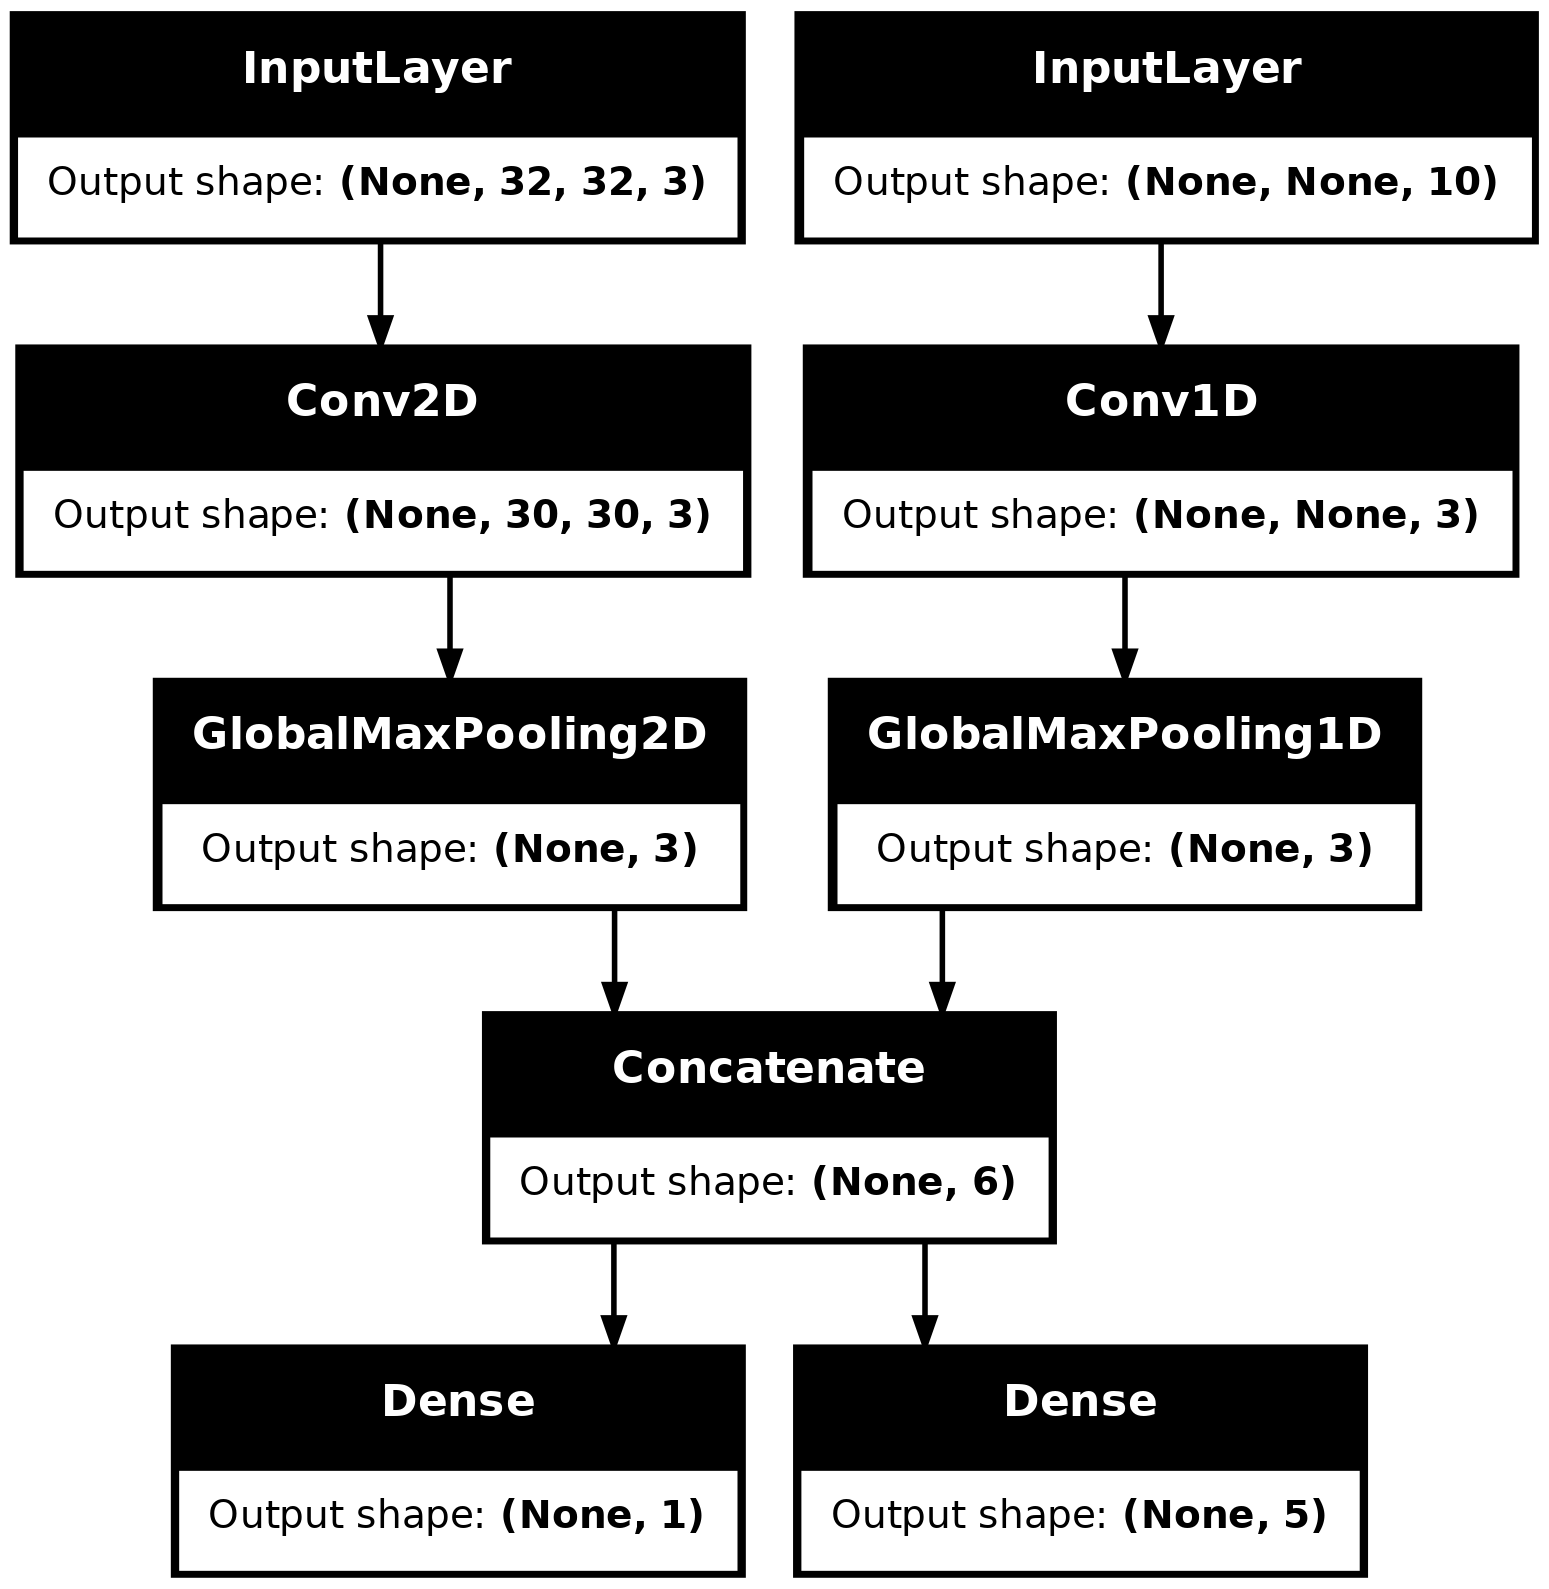 InputLayer
Output shape: (None, 32, 32, 3)
InputLayer
Output shape: (None, None, 10)
Conv2D
Output shape: (None, 30, 30, 3)
Conv1D
Output shape: (None, None, 3)
GlobalMaxPooling2D
Output shape: (None, 3)
GlobalMaxPooling1D
Output shape: (None, 3)
Concatenate
Output shape: (None, 6)
Dense
Output shape: (None, 1)
Dense
Output shape: (None, 5)